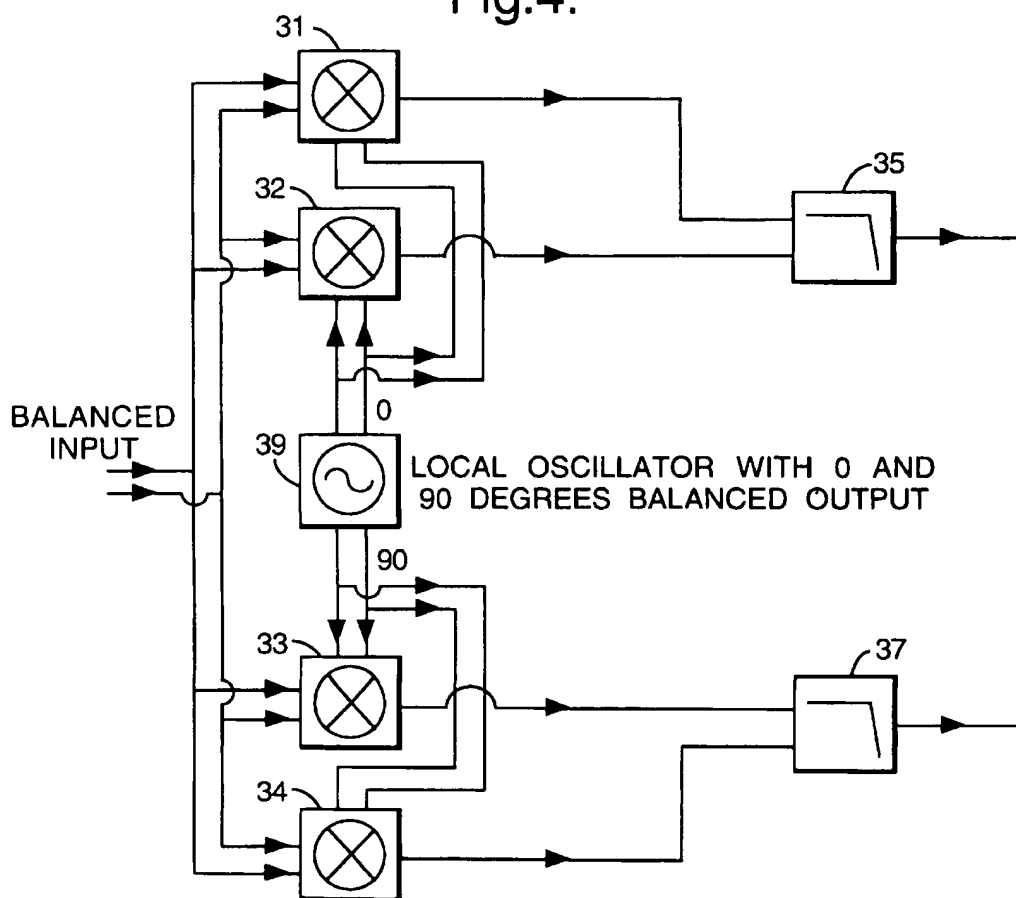 Fig.4.
31
32
35
BALANCED
INPUT
0
39
LOCAL OSCILLATOR WITH 0 AND
90 DEGREES BALANCED OUTPUT
90
33
37
34